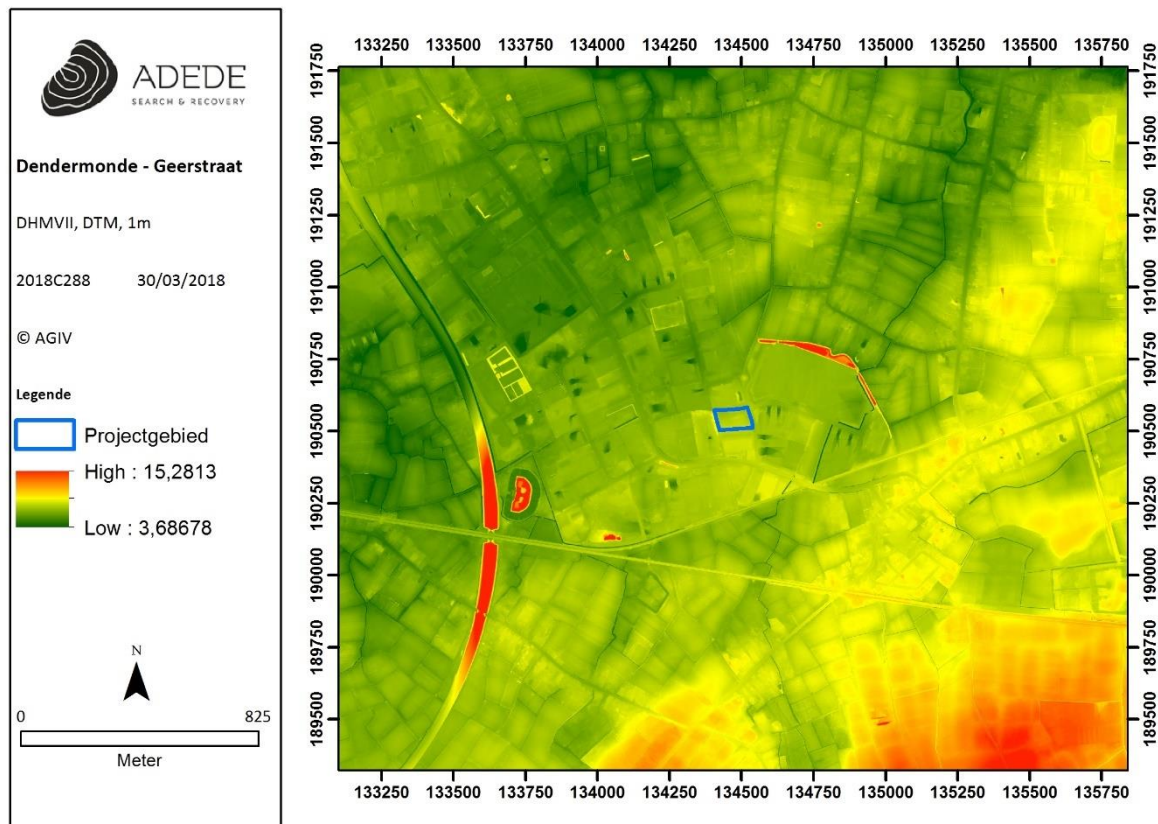 ADEDE
SEARCH & RECOVERY
Dendermonde - Geerstraat
DHMVII, DTM, 1m
2018C288 30/03/2018
© AGIV
Legende
Projectgebied
High : 15,2813
Low : 3,68678
N
0 825
Meter
133250 133500 133750 134000 134250 134500 134750 135000 135250 135500 135750
191750 191750
191500 191500
191250 191250
191000 191000
190750 190750
190500 190500
190250 190250
190000 190000
189750 189750
189500 189500
133250 133500 133750 134000 134250 134500 134750 135000 135250 135500 135750